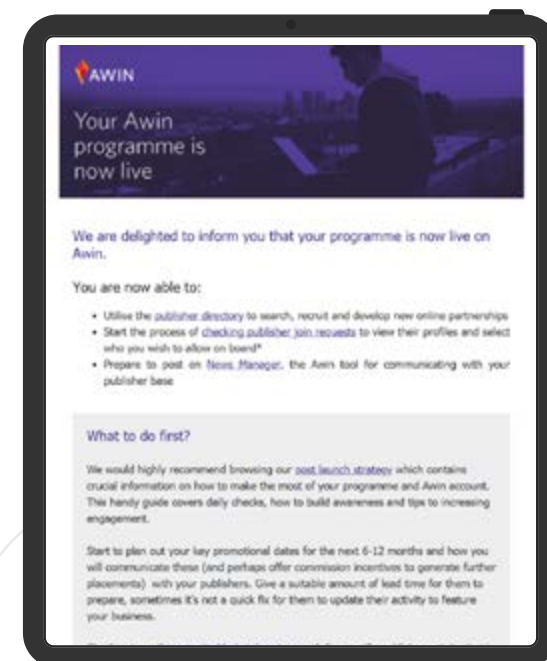 AWIN
Your Awin
programme is
now live
We are delighted to inform you that your programme is now live on
Awin.
You are now able to:
• Utilise the publisher directory to search, recruit and develop new online partnerships
• Start the process of checking publisher join requests to view their profiles and select
who you wish to allow on board*
• Prepare to post on News Manager, the Awin tool for communicating with your
publisher base
What to do first?
We would highly recommend browsing our post launch strategy which contains
crucial information on how to make the most of your programme and Awin account.
This handy guide covers daily checks, how to build awareness and tips to increasing
engagement.
Start to plan out your key promotional dates for the next 6-12 months and how you
will communicate these (and perhaps offer commission incentives to generate further
placements) with your publishers. Give a suitable amount of lead time for them to
prepare, sometimes it's not a quick fix for them to update their activity to feature
your business.